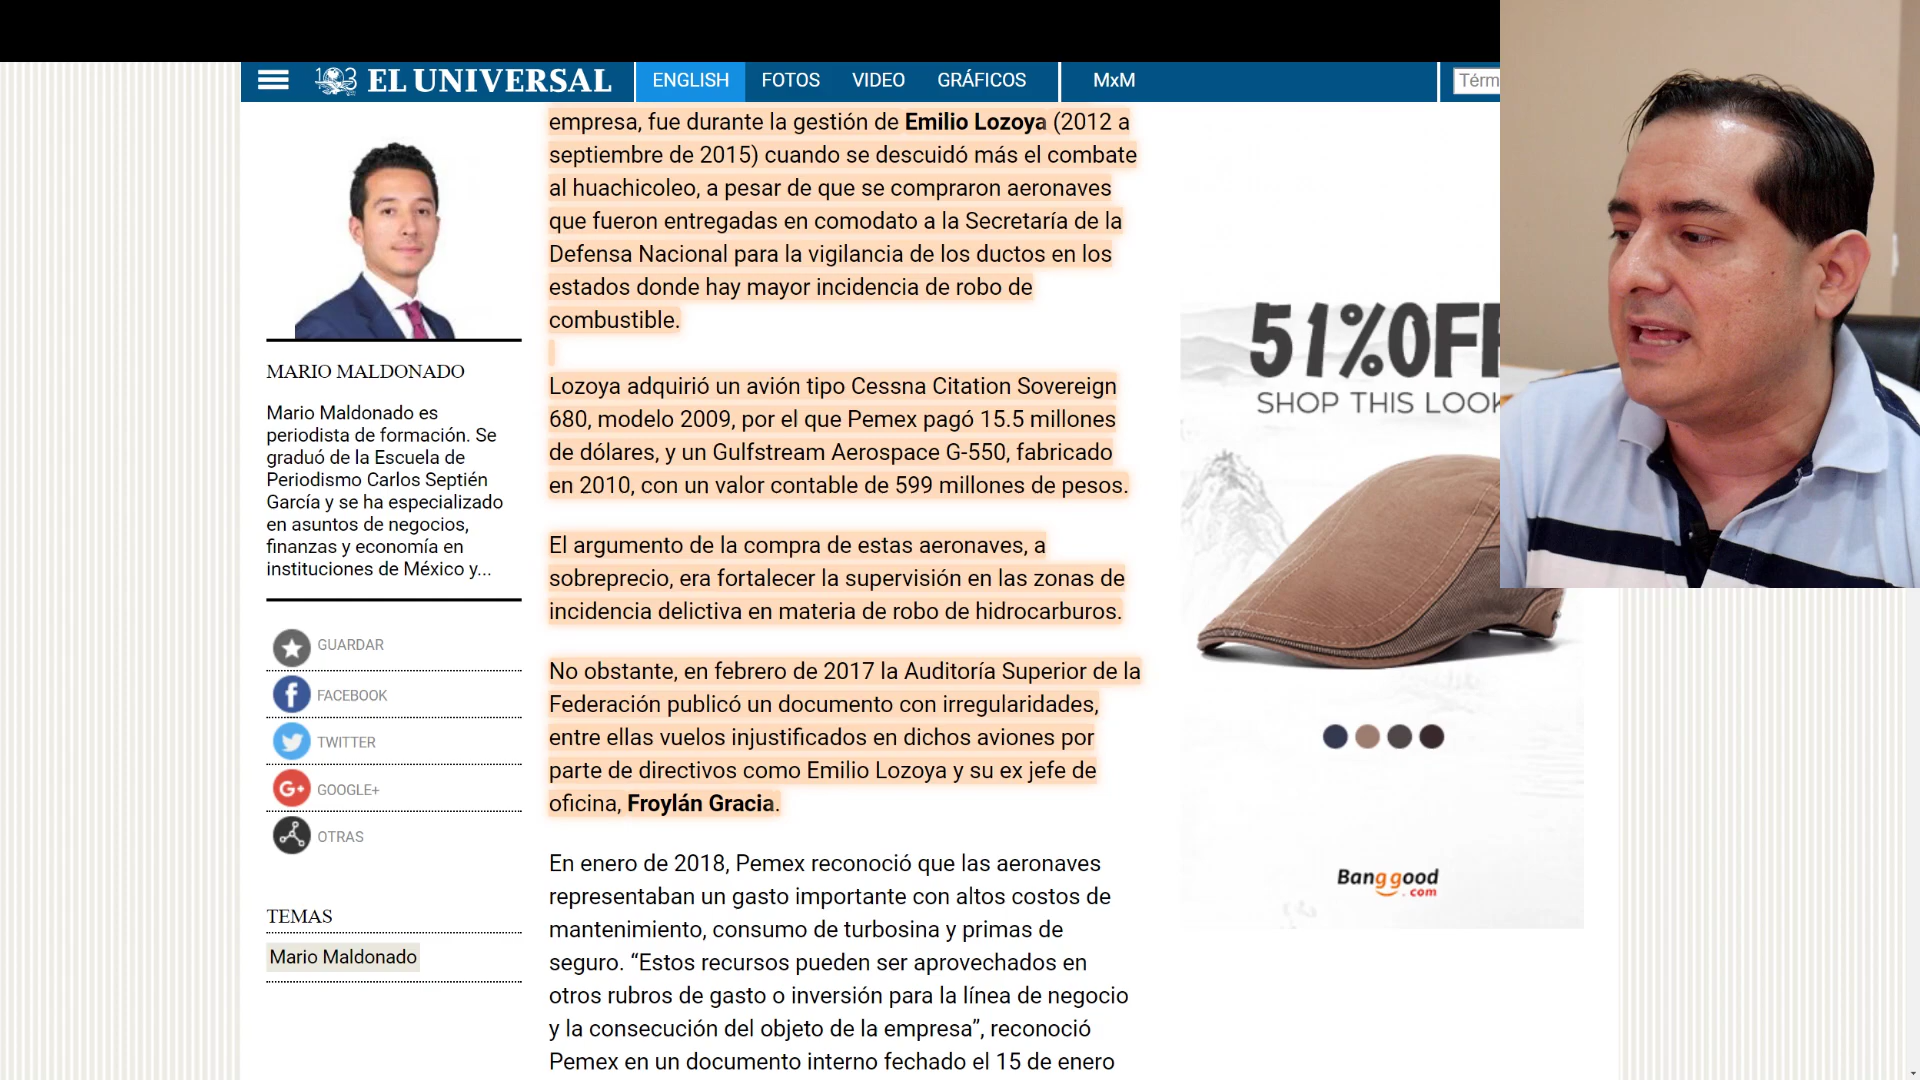 103 EL UNIVERSAL
ENGLISH FOTOS VIDEO GRÁFICOS MxM
Térm
empresa, fue durante la gestión de Emilio Lozoya (2012 a
septiembre de 2015) cuando se descuidó más el combate
al huachicoleo, a pesar de que se compraron aeronaves
que fueron entregadas en comodato a la Secretaría de la
Defensa Nacional para la vigilancia de los ductos en los
estados donde hay mayor incidencia de robo de
combustible.
Lozoya adquirió un avión tipo Cessna Citation Sovereign
680, modelo 2009, por el que Pemex pagó 15.5 millones
de dólares, y un Gulfstream Aerospace G-550, fabricado
en 2010, con un valor contable de 599 millones de pesos.
El argumento de la compra de estas aeronaves, a
sobreprecio, era fortalecer la supervisión en las zonas de
incidencia delictiva en materia de robo de hidrocarburos.
No obstante, en febrero de 2017 la Auditoría Superior de la
Federación publicó un documento con irregularidades,
entre ellas vuelos injustificados en dichos aviones por
parte de directivos como Emilio Lozoya y su ex jefe de
oficina, Froylán Gracia.
En enero de 2018, Pemex reconoció que las aeronaves
representaban un gasto importante con altos costos de
mantenimiento, consumo de turbosina y primas de
seguro. “Estos recursos pueden ser aprovechados en
otros rubros de gasto o inversión para la línea de negocio
y la consecución del objeto de la empresa”, reconoció
Pemex en un documento interno fechado el 15 de enero
MARIO MALDONADO
Mario Maldonado es
periodista de formación. Se
graduó de la Escuela de
Periodismo Carlos Septién
García y se ha especializado
en asuntos de negocios,
finanzas y economía en
instituciones de México y...
GUARDAR
FACEBOOK
TWITTER
G+ GOOGLE+
OTRAS
TEMAS
Mario Maldonado
51%OFF
SHOP THIS LOOK
Banggood
.com